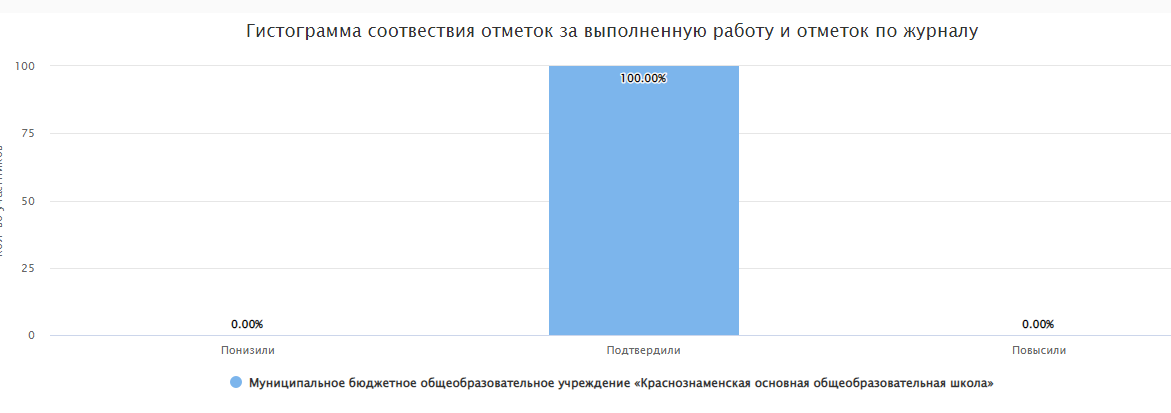 Гистограмма соотвествия отметок за выполненную работу и отметок по журналу
100
100.00%
75
50
25
0.00%
0.00%
0
Понизили
Подтвердили
Повысили
Муниципальное бюджетное общеобразовательное учреждение «Краснознаменская основная общеобразовательная школа»